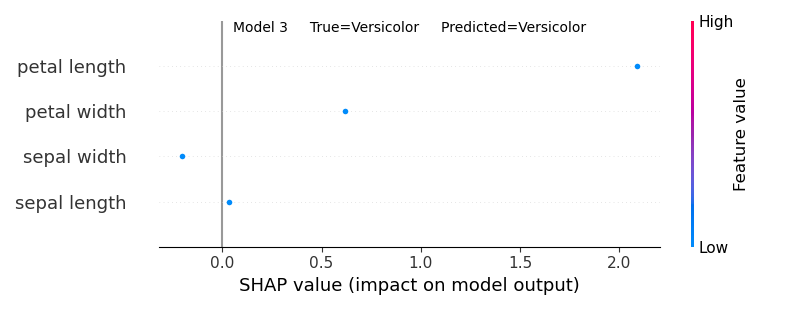 Model 3 True=Versicolor Predicted=Versicolor
High
petal length
petal width
sepal width
sepal length
Feature value
Low
0.0 0.5 1.0 1.5 2.0
SHAP value (impact on model output)